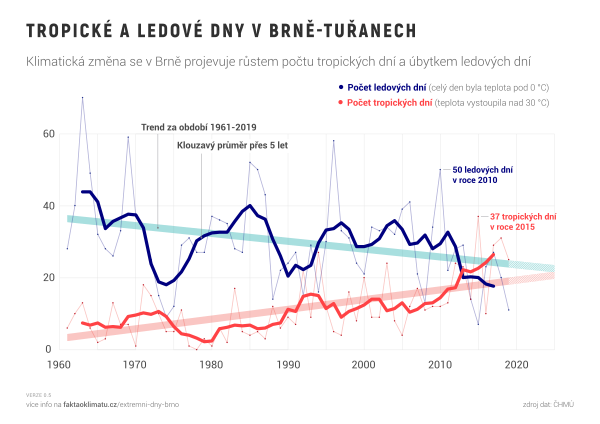 TROPICKÉ A LEDOVÉ DNY V BRNĚ-TUŘANECH
Klimatická změna se v Brně projevuje růstem počtu tropických dní a úbytkem ledových dní
Počet ledových dní (celý den byla teplota pod 0 °C)
Počet tropických dní (teplota vystoupila nad 30 °C)
Trend za období 1961-2019
Klouzavý průměr přes 5 let
50 ledových dní
v roce 2010
37 tropických dní
v roce 2015
60
40
20
0
1960 1970 1980 1990 2000 2010 2020
VERZE 0.5
více info na faktaoklimatu.cz/extremni-dny-brno
zdroj dat: ČHMÚ